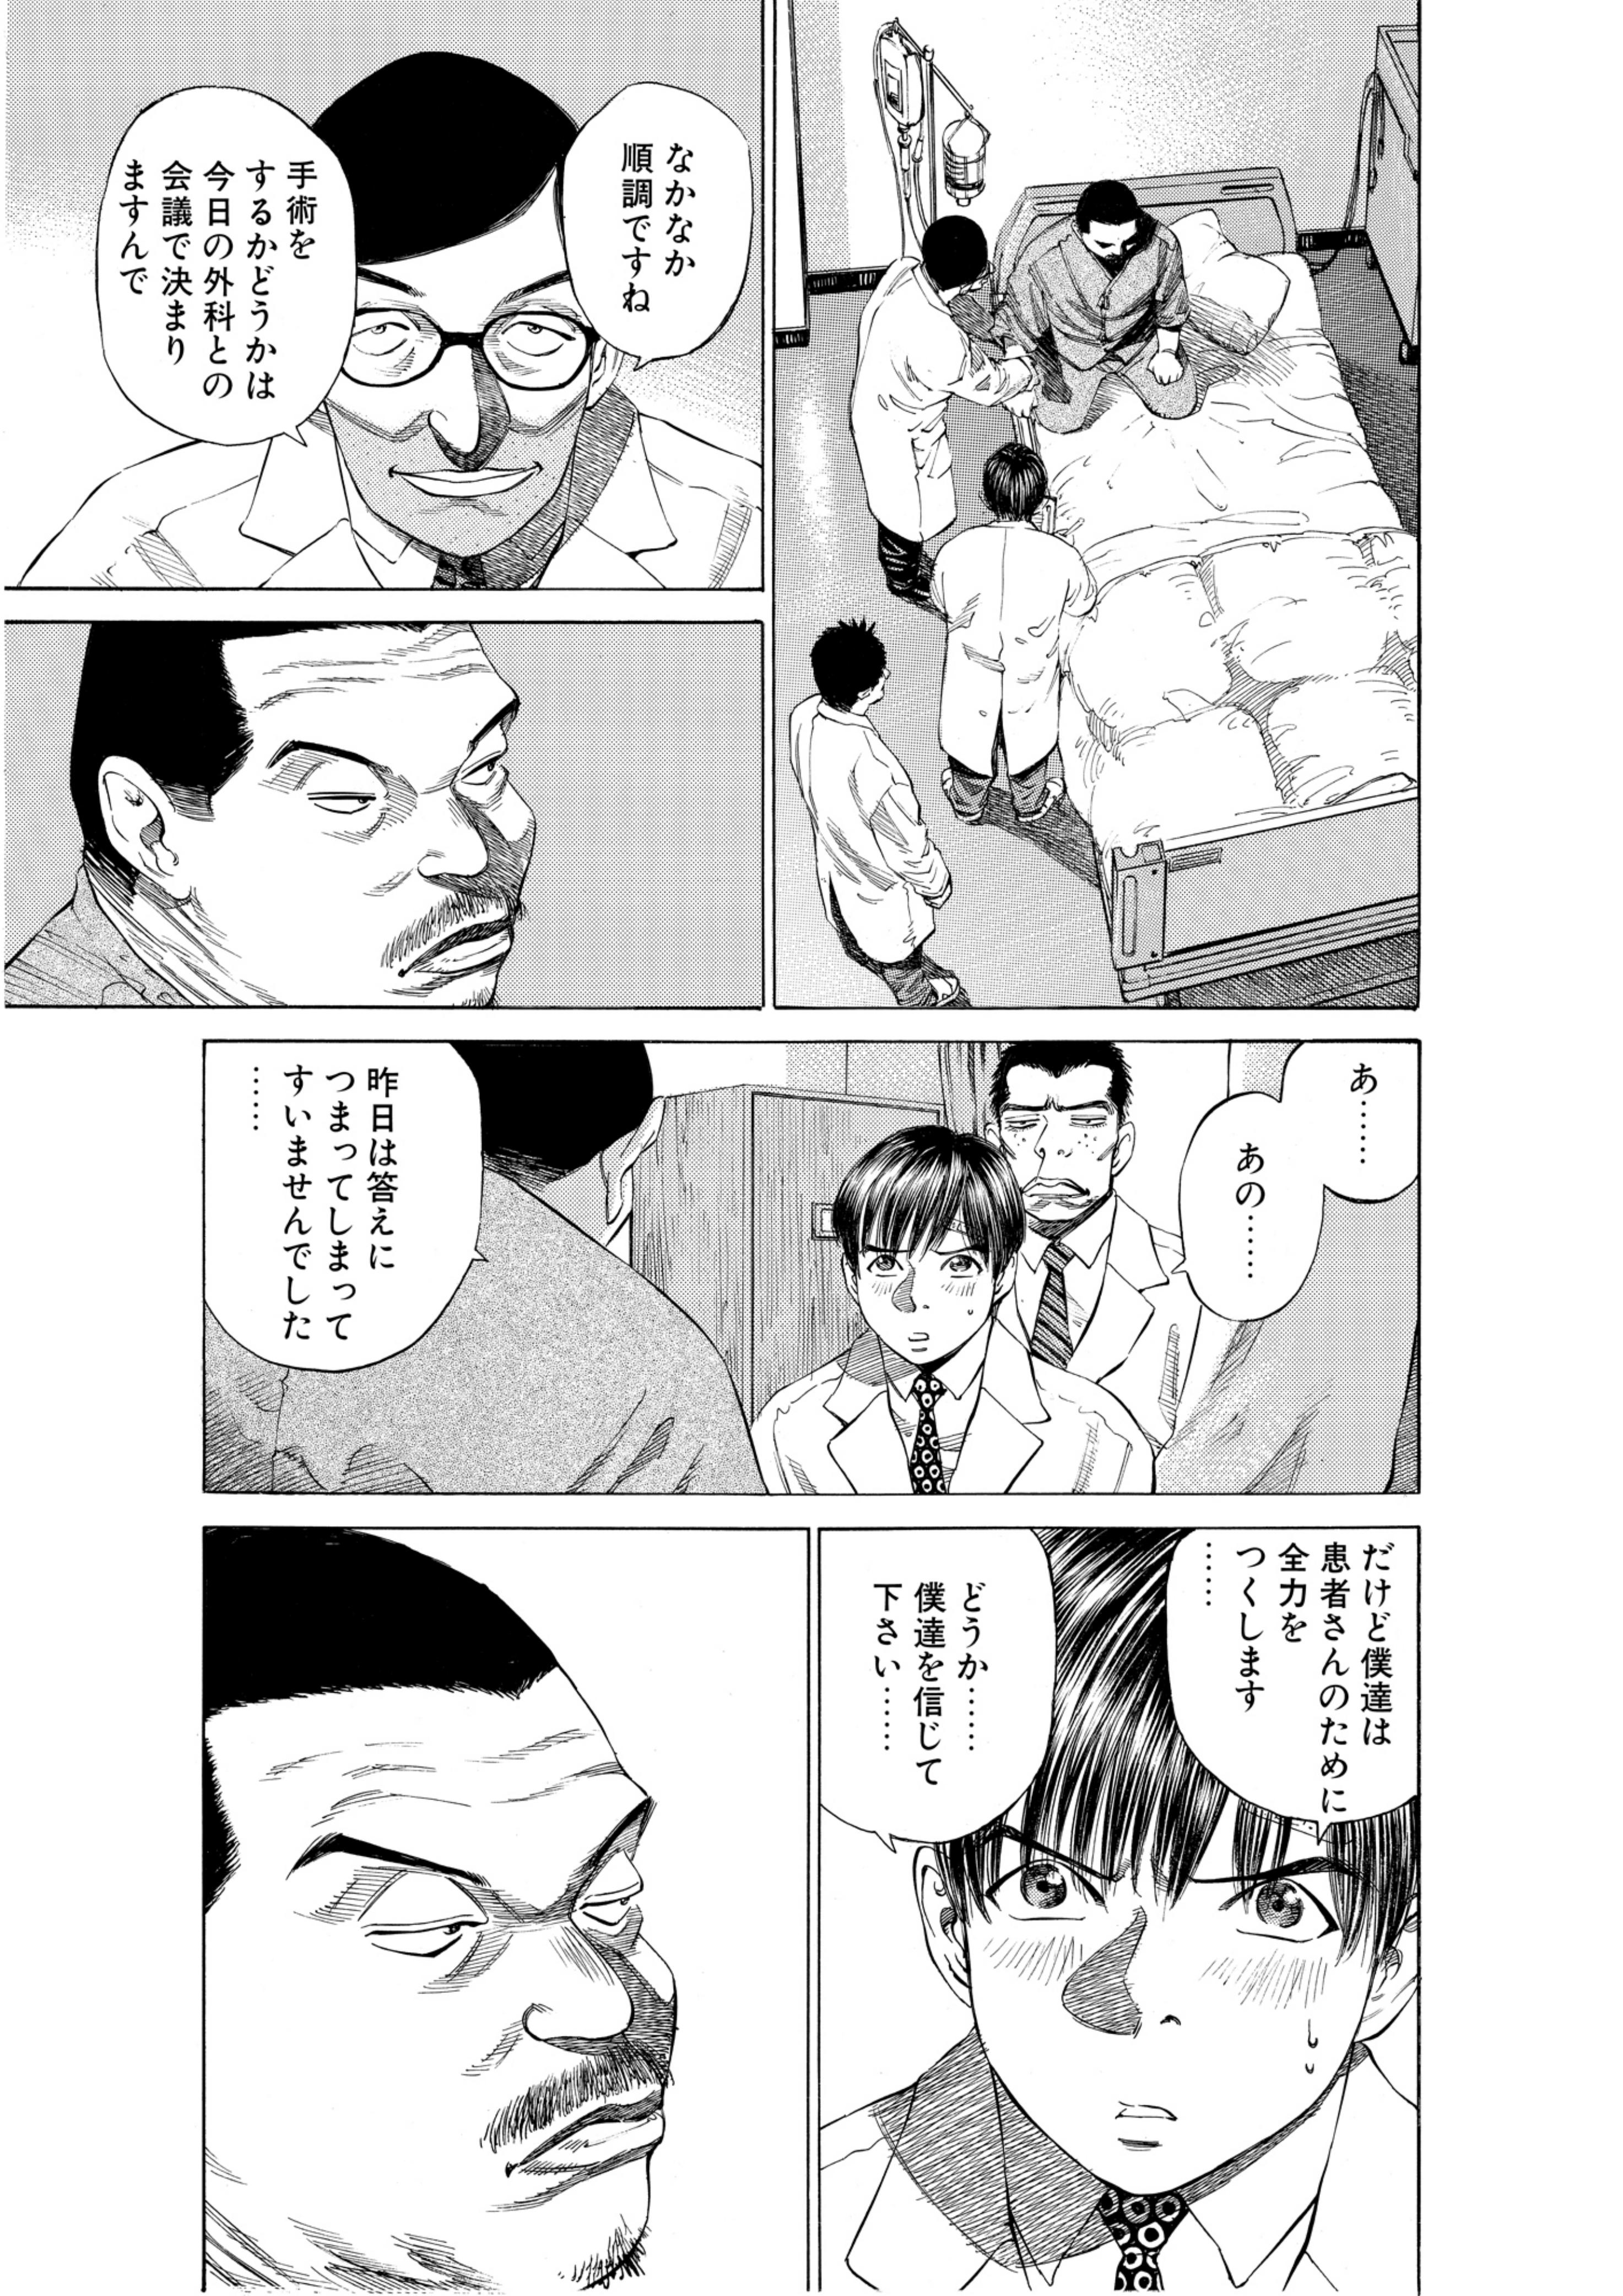 なかなか
順調ですね
手術を
するかどうかは
今日の外科との
会議で決まり
ますんで
あ……
あの……
昨日は答えに
つまってしまって
すいませんでした
……
だけど僕達は
患者さんのために
全力を
つくします
……
どうか……
僕達を信じて
下さい……